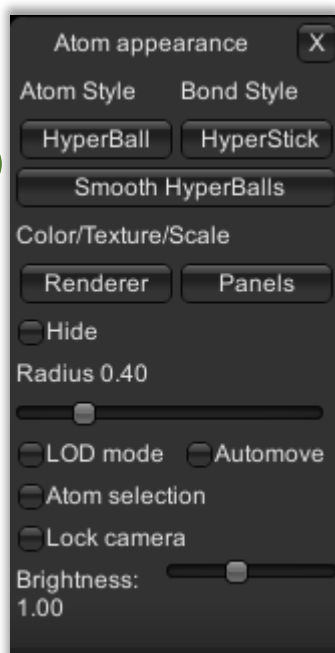 Atom appearance X
Atom Style Bond Style
HyperBall HyperStick
Smooth HyperBalls
Color/Texture/Scale
Renderer Panels
Hide
Radius 0.40
LOD mode Automove
Atom selection
Lock camera
Brightness:
1.00